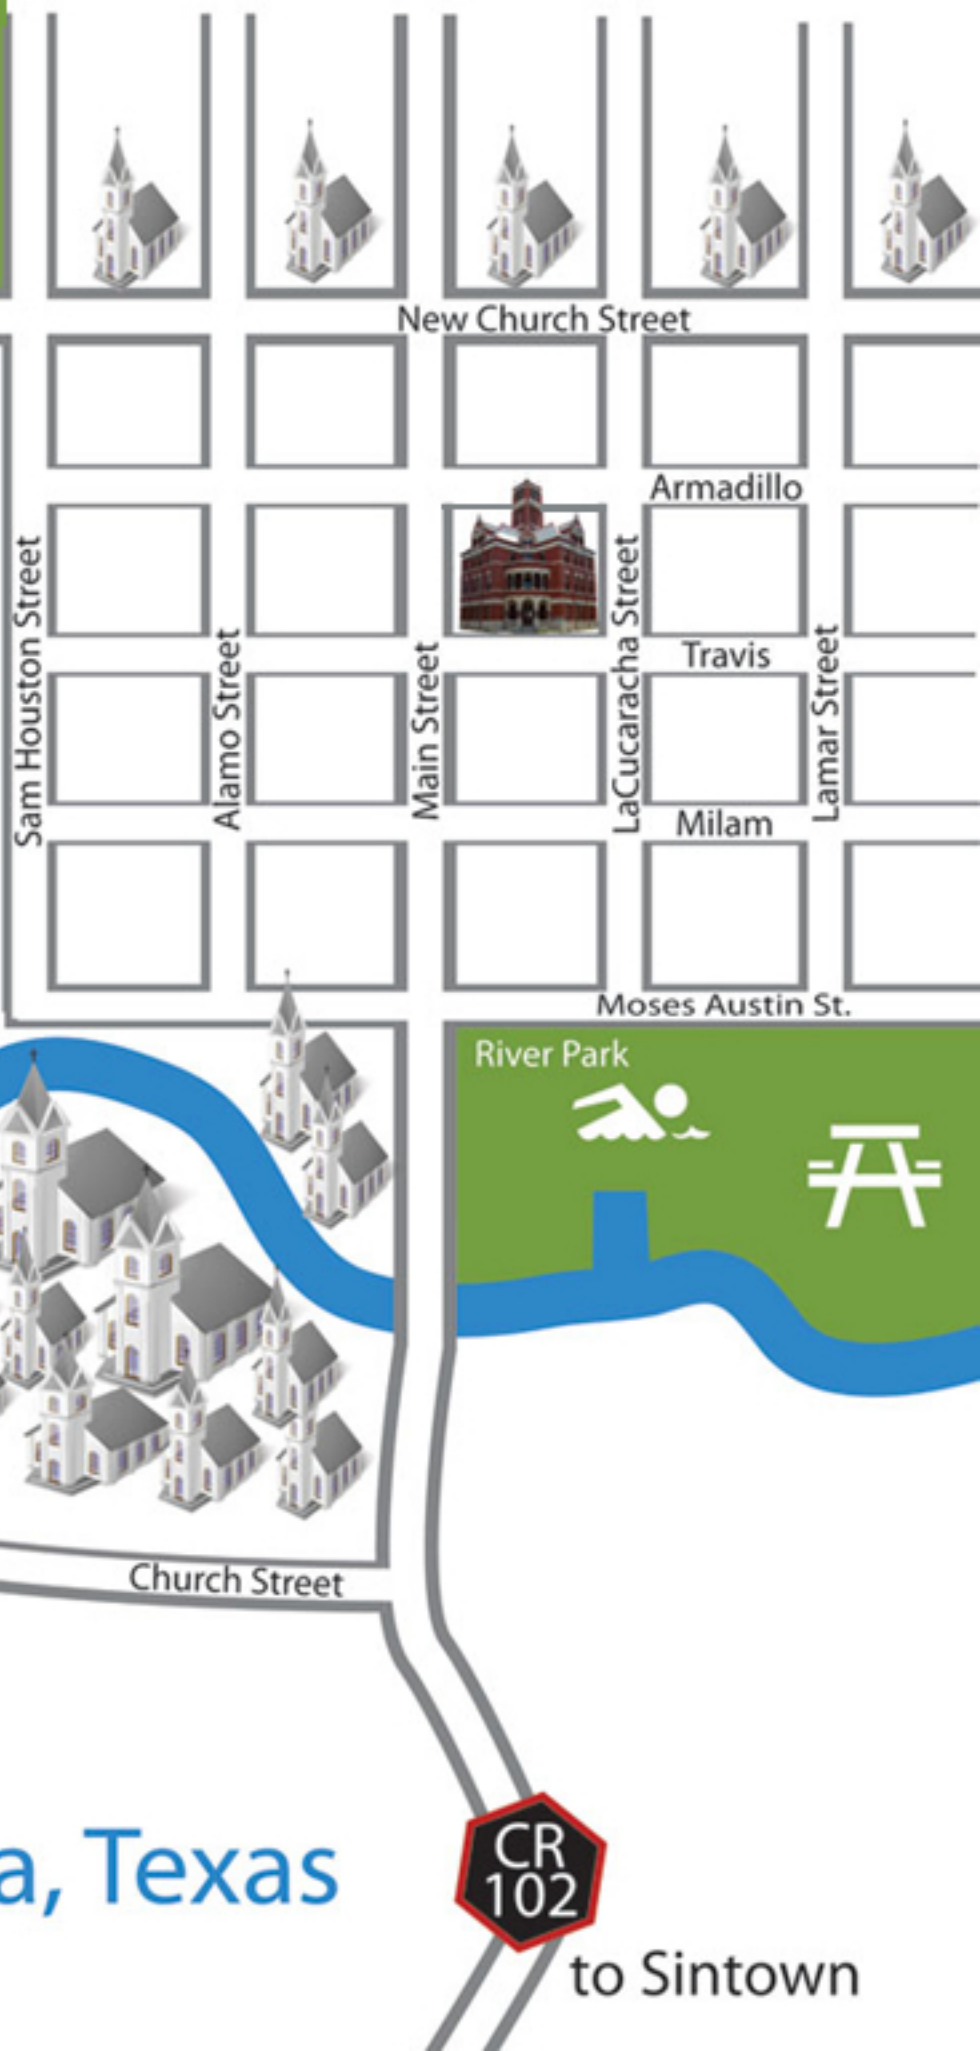 New Church Street
Armadillo
Sam Houston Street
Alamo Street
Main Street
LaCucaracha Street
Travis
Lamar Street
Milam
Moses Austin St.
River Park
Church Street
a, Texas
CR
102
to Sintown